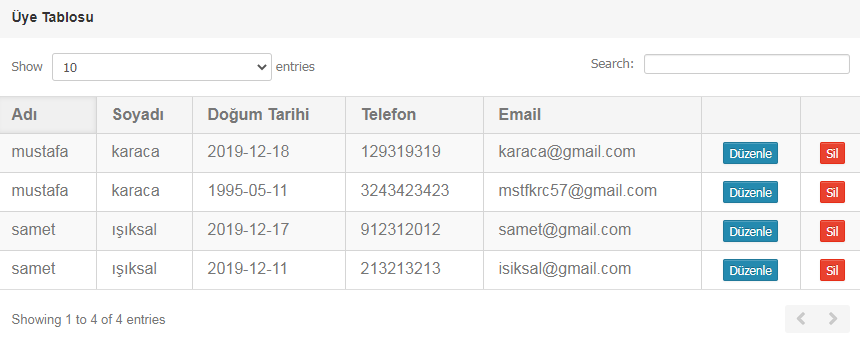 Üye Tablosu
Show 10 entries Search:
Adı Soyadı Doğum Tarihi Telefon Email
mustafa karaca 2019-12-18 129319319 karaca@gmail.com Düzenle Sil
mustafa karaca 1995-05-11 3243423423 mstfkrc57@gmail.com Düzenle Sil
samet ışıksal 2019-12-17 912312012 samet@gmail.com Düzenle Sil
samet ışıksal 2019-12-11 213213213 isiksal@gmail.com Düzenle Sil
Showing 1 to 4 of 4 entries